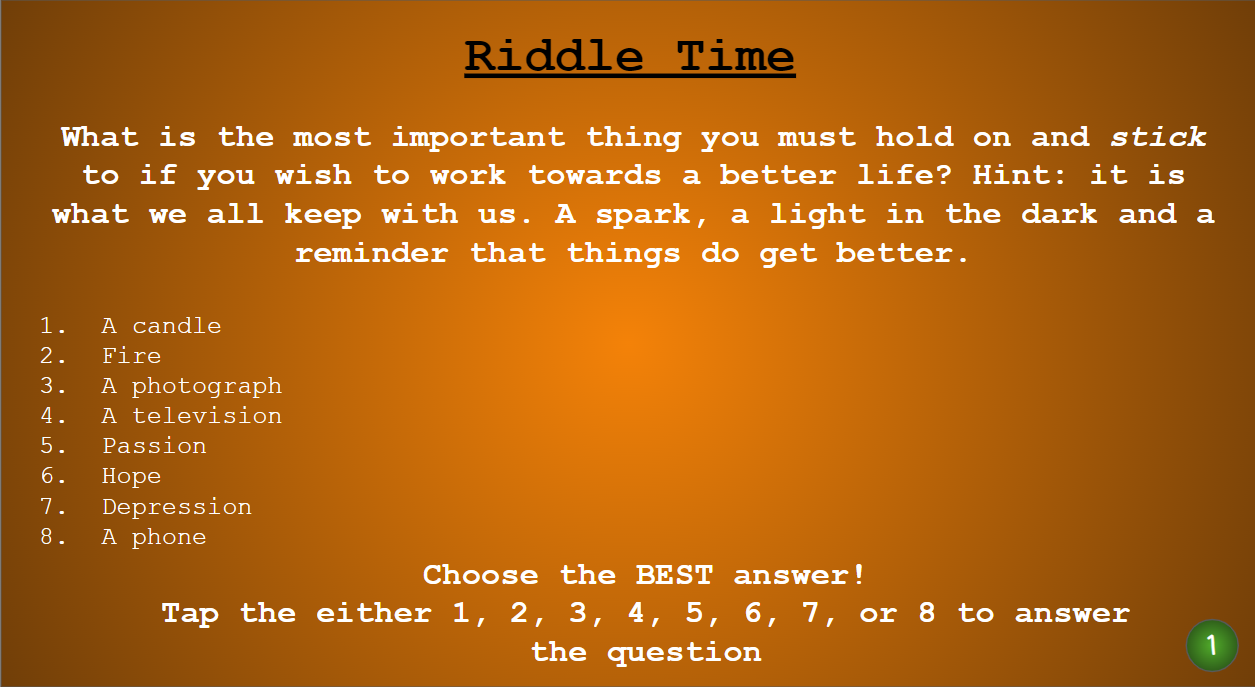 Riddle Time
What is the most important thing you must hold on and stick
to if you wish to work towards a better life? Hint: it is
what we all keep with us. A spark, a light in the dark and a
reminder that things do get better.
1. A candle
2. Fire
3. A photograph
4. A television
5. Passion
6. Hope
7. Depression
8. A phone
Choose the BEST answer!
Tap the either 1, 2, 3, 4, 5, 6, 7, or 8 to answer
the question
1